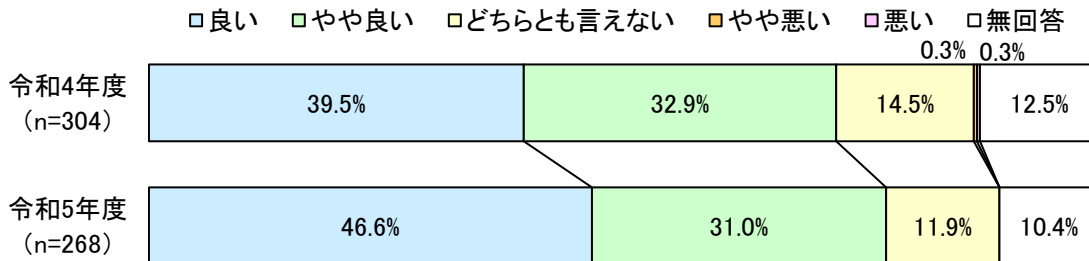 良い やや良い どちらとも言えない やや悪い 悪い 無回答
0.3% 0.3%
令和4年度
(n=304)
39.5% 32.9% 14.5% 12.5%
令和5年度
(n=268)
46.6% 31.0% 11.9% 10.4%